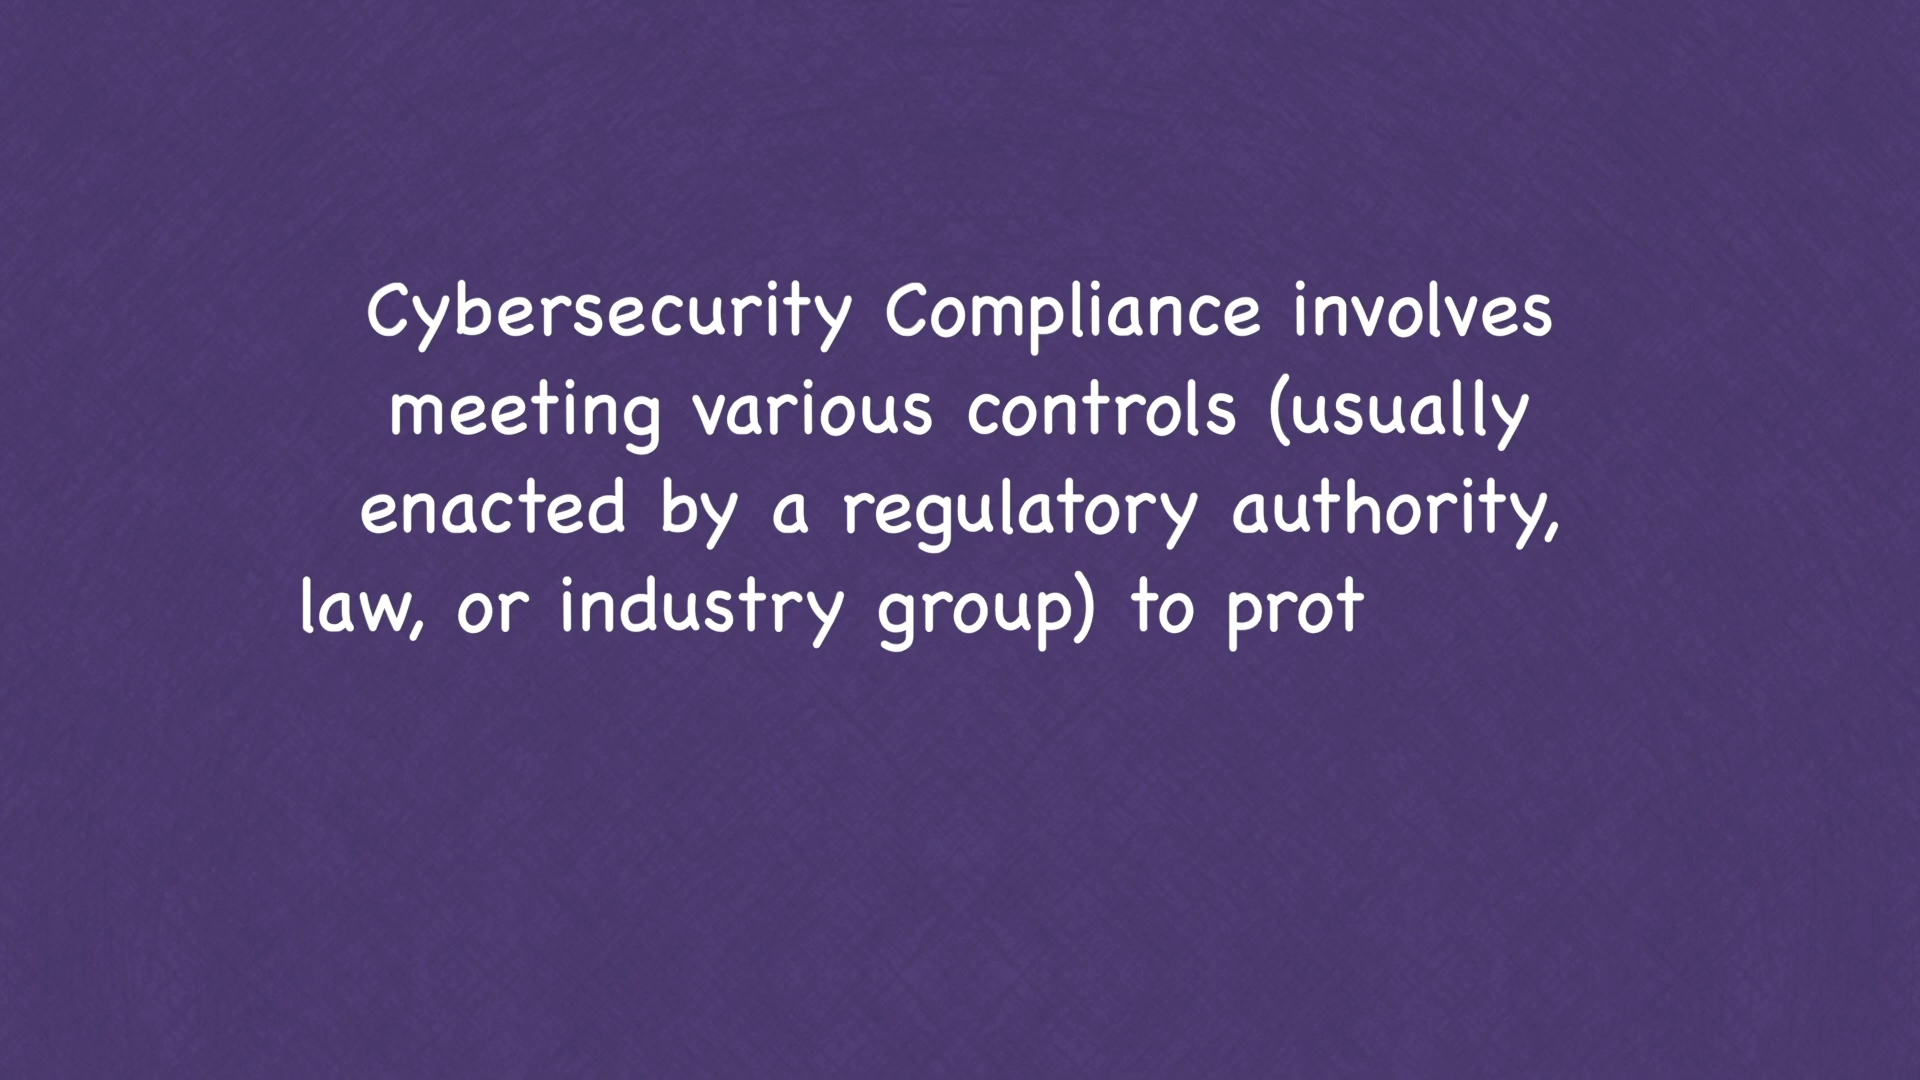 Cybersecurity Compliance involves
meeting various controls (usually
enacted by a regulatory authority,
law, or industry group) to prot